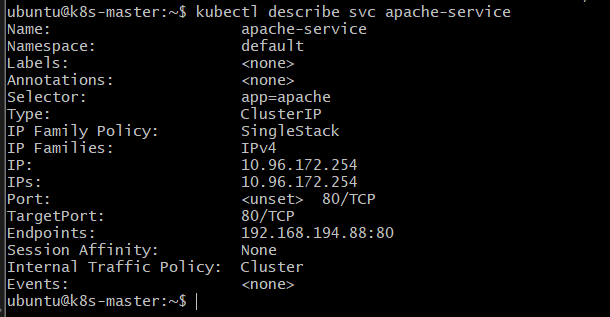 ubuntu@k8s-master:~$ kubectl describe svc apache-service
Name:                     apache-service
Namespace:                default
Labels:                   <none>
Annotations:              <none>
Selector:                 app=apache
Type:                     ClusterIP
IP Family Policy:         SingleStack
IP Families:              IPv4
IP:                       10.96.172.254
IPs:                      10.96.172.254
Port:                     <unset>  80/TCP
TargetPort:               80/TCP
Endpoints:                192.168.194.88:80
Session Affinity:         None
Internal Traffic Policy:  Cluster
Events:                   <none>
ubuntu@k8s-master:~$